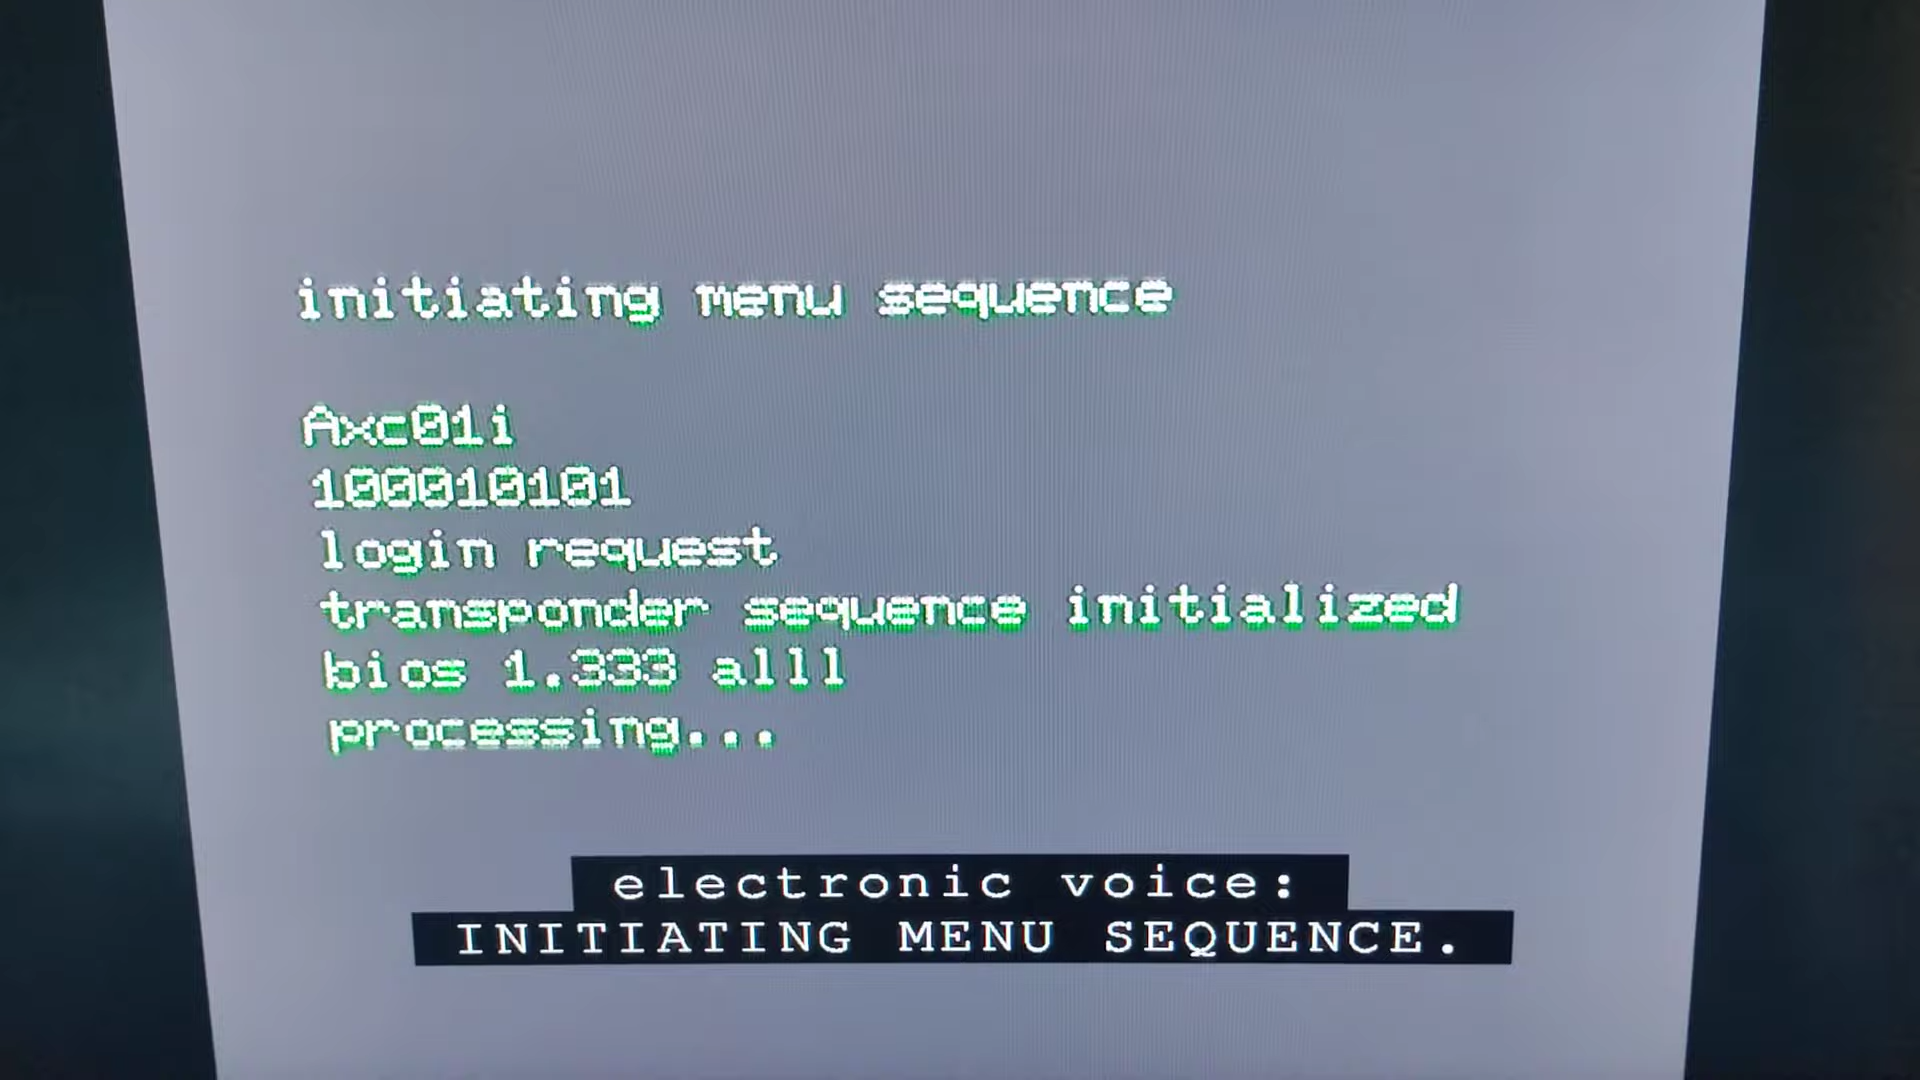 initiating menu sequence
Axc01i
100010101
login request
transponder sequence initialized
bios 1.333 alll
processing...
electronic voice:
INITIATING MENU SEQUENCE.